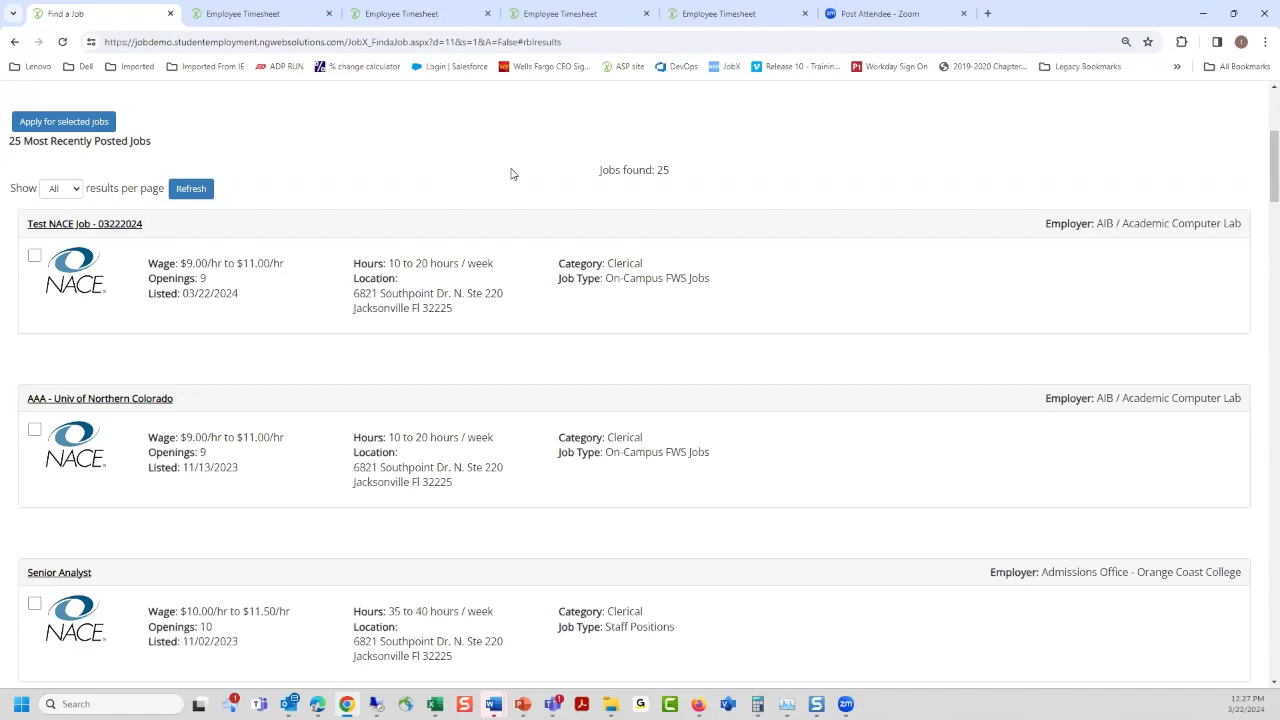 Find a Job
Employee Timesheet
Employee Timesheet
Employee Timesheet
Employee Timesheet
Post Attendee - Zoom
https://jobdemo.studentemployment.ngwebsolutions.com/JobX_FindaJob.aspx?d=11&s=1&A=False#rblresults
Lenovo
Dell
Imported
Imported From IE
ADP RUN
% change calculator
Login | Salesforce
Wells Fargo CEO Sig...
ASP site
DevOps
JobX
Release 10 - Trainin...
Workday Sign On
2019-2020 Chapter...
Legacy Bookmarks
»
All Bookmarks
Apply for selected jobs
25 Most Recently Posted Jobs
Jobs found: 25
Show All results per page Refresh
Test NACE Job - 03222024
Employer: AIB / Academic Computer Lab
NACE
Wage: $9.00/hr to $11.00/hr
Openings: 9
Listed: 03/22/2024
Hours: 10 to 20 hours / week
Location:
6821 Southpoint Dr. N. Ste 220
Jacksonville Fl 32225
Category: Clerical
Job Type: On-Campus FWS Jobs
AAA - Univ of Northern Colorado
Employer: AIB / Academic Computer Lab
NACE
Wage: $9.00/hr to $11.00/hr
Openings: 9
Listed: 11/13/2023
Hours: 10 to 20 hours / week
Location:
6821 Southpoint Dr. N. Ste 220
Jacksonville Fl 32225
Category: Clerical
Job Type: On-Campus FWS Jobs
Senior Analyst
Employer: Admissions Office - Orange Coast College
NACE
Wage: $10.00/hr to $11.50/hr
Openings: 10
Listed: 11/02/2023
Hours: 35 to 40 hours / week
Location:
6821 Southpoint Dr. N. Ste 220
Jacksonville Fl 32225
Category: Clerical
Job Type: Staff Positions
Search
12:27 PM
3/22/2024